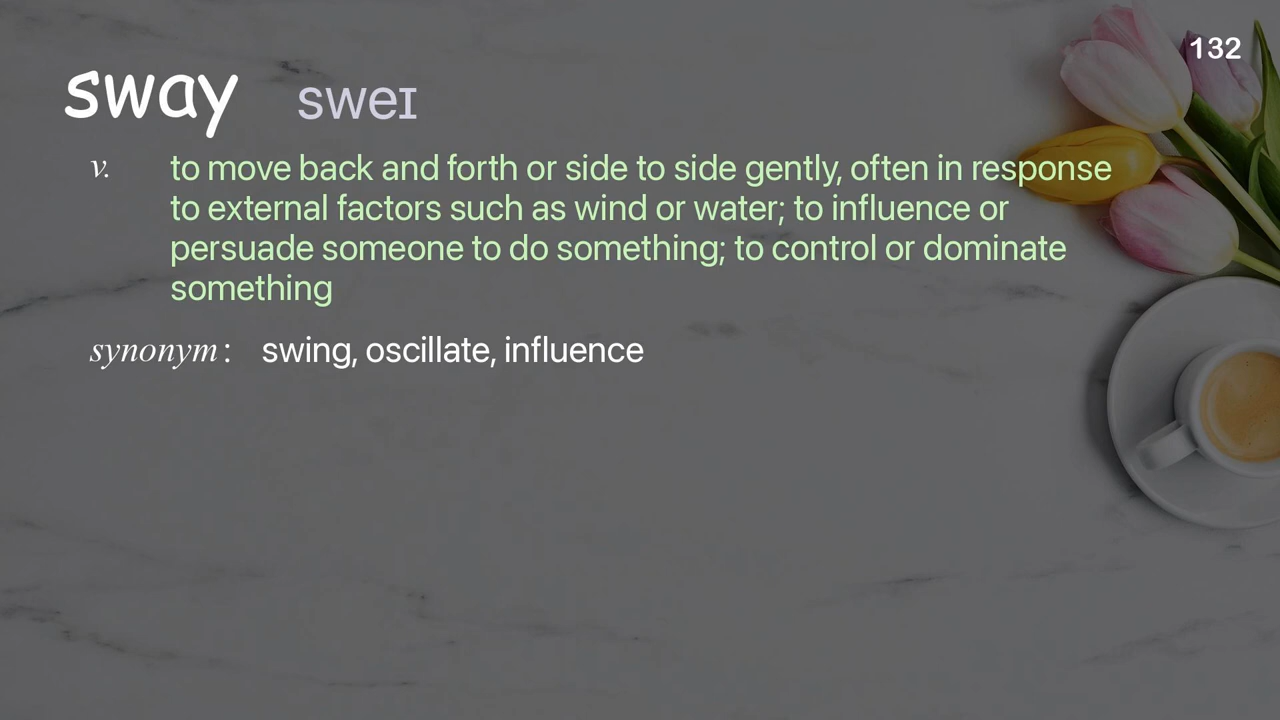 132
sway sweɪ
v. to move back and forth or side to side gently, often in response
to external factors such as wind or water; to influence or
persuade someone to do something; to control or dominate
something
synonym: swing, oscillate, influence